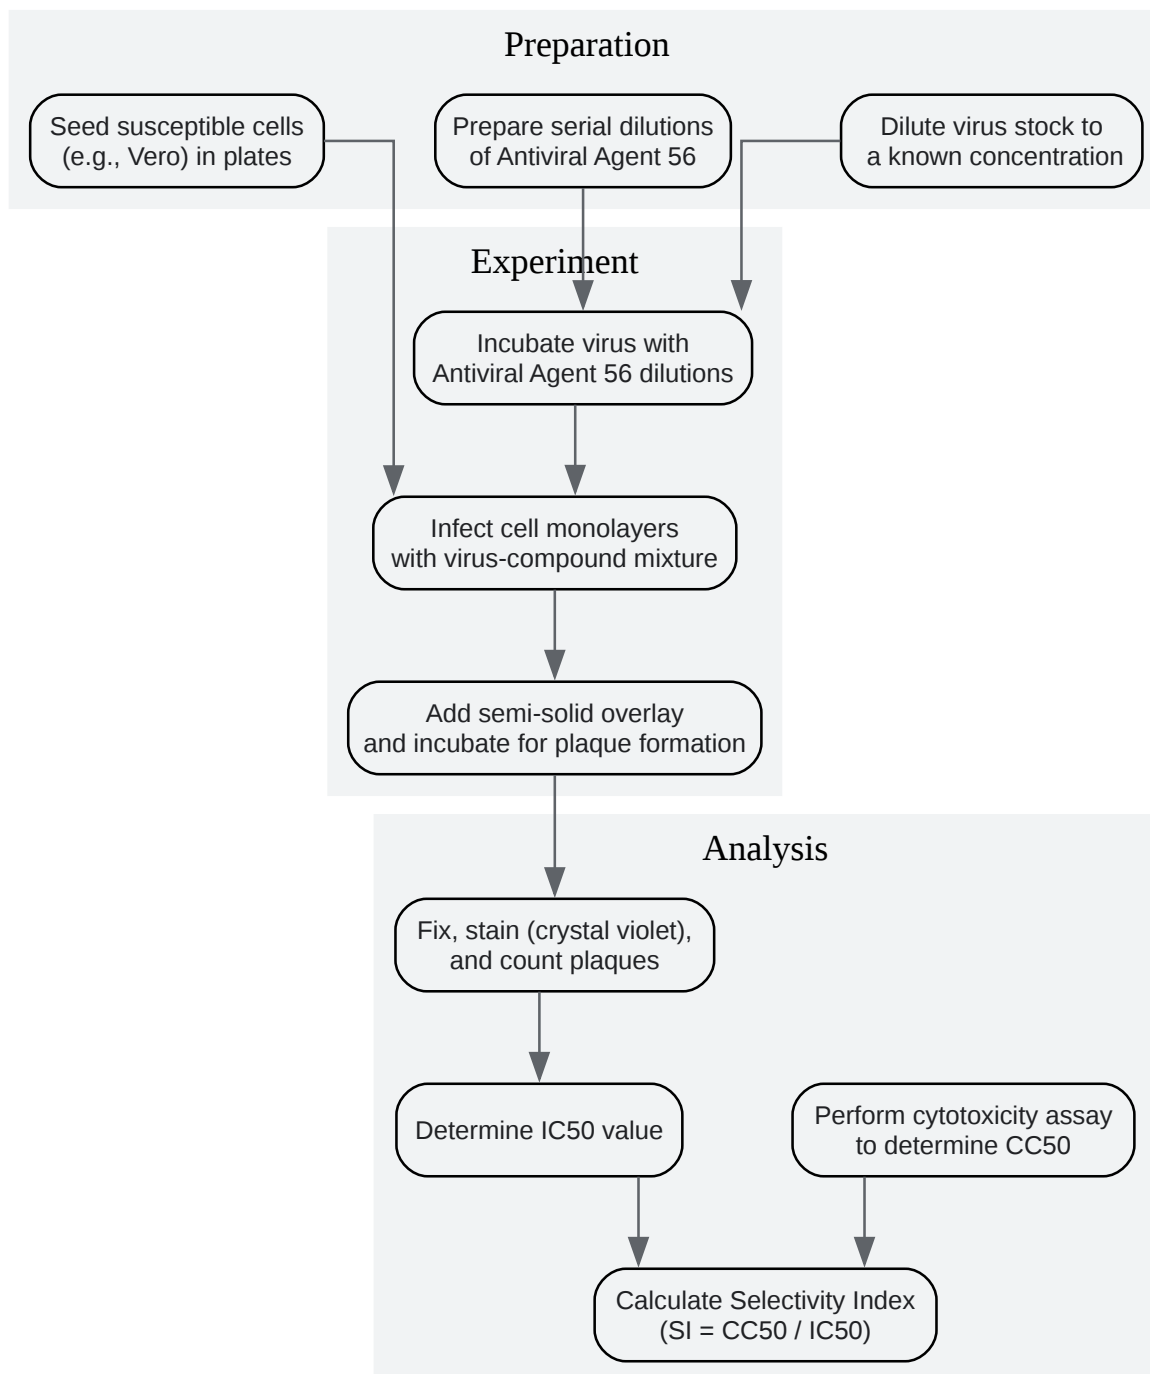 Preparation
Seed susceptible cells
(e.g., Vero) in plates
Prepare serial dilutions
of Antiviral Agent 56
Dilute virus stock to
a known concentration
Experiment
Incubate virus with
Antiviral Agent 56 dilutions
Infect cell monolayers
with virus-compound mixture
Add semi-solid overlay
and incubate for plaque formation
Analysis
Fix, stain (crystal violet),
and count plaques
Determine IC50 value
Perform cytotoxicity assay
to determine CC50
Calculate Selectivity Index
(SI = CC50 / IC50)